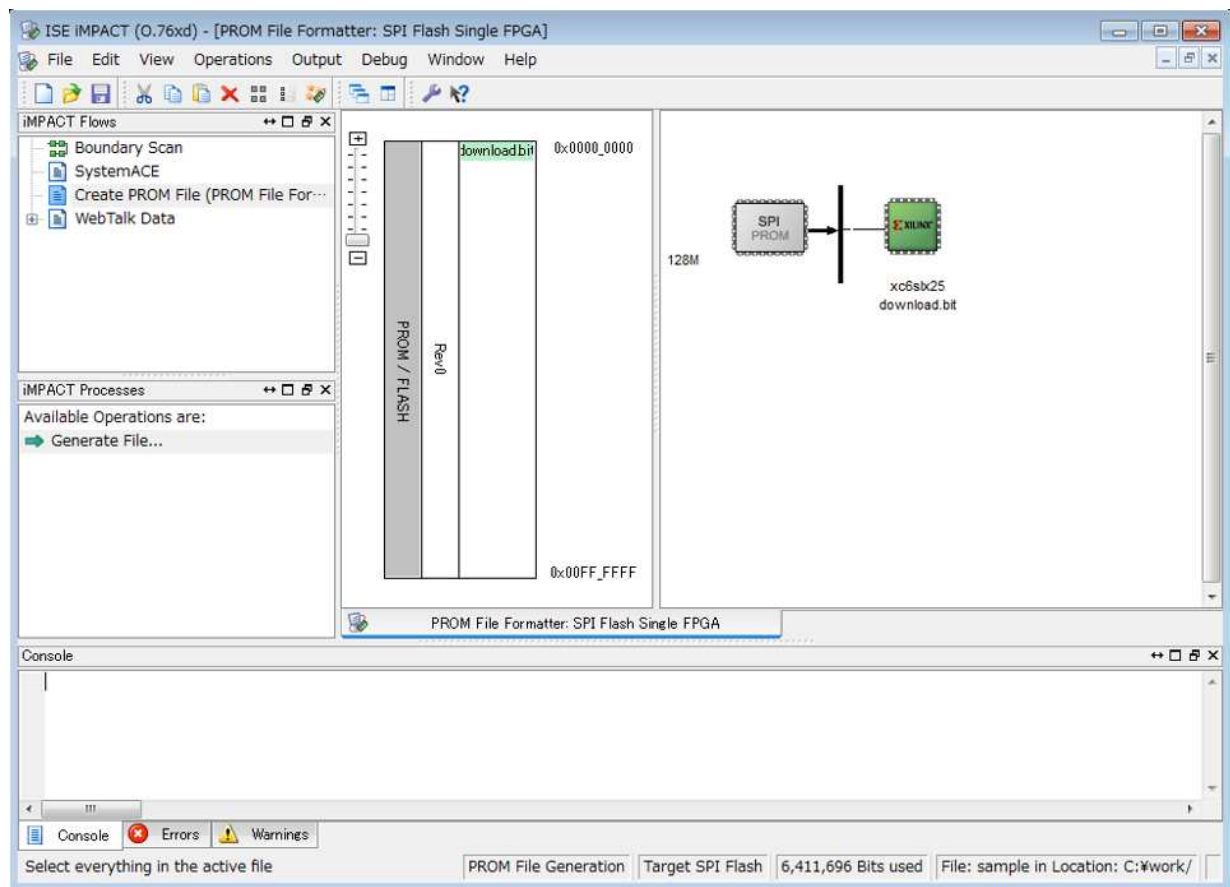 ISE iMPACT (O.76xd) - [PROM File Formatter: SPI Flash Single FPGA]
File Edit View Operations Output Debug Window Help
iMPACT Flows
Boundary Scan
SystemACE
Create PROM File (PROM File For···
WebTalk Data
iMPACT Processes
Available Operations are:
Generate File...
download.bit
0x0000_0000
PROM / FLASH
Rev0
0x00FF_FFFF
128M
SPI
PROM
XILINX
xc6slx25
download.bit
PROM File Formatter: SPI Flash Single FPGA
Console
Console Errors Warnings
Select everything in the active file
PROM File Generation Target SPI Flash 6,411,696 Bits used File: sample in Location: C:¥work/